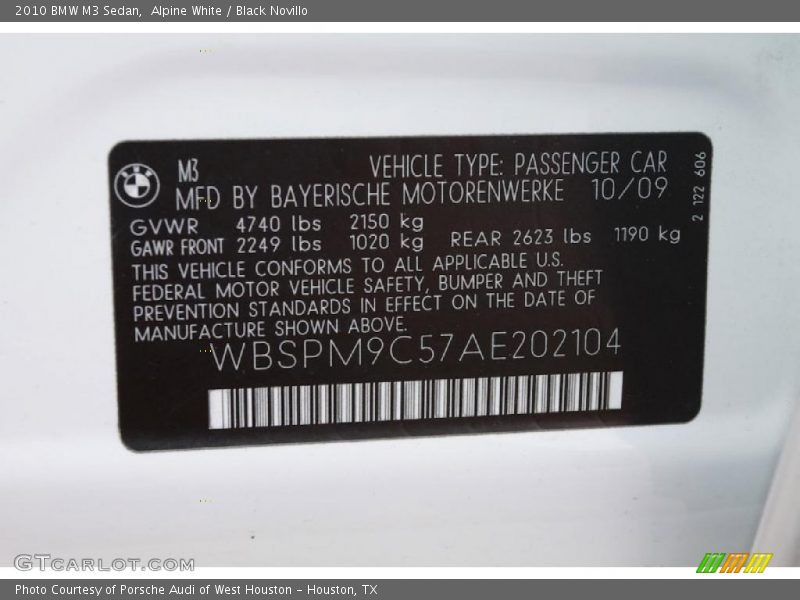 2010 BMW M3 Sedan,  Alpine White / Black Novillo
M3
VEHICLE TYPE: PASSENGER CAR
MFD BY BAYERISCHE MOTORENWERKE 10/09
GVWR 4740 lbs 2150 kg
GAWR FRONT 2249 lbs 1020 kg REAR 2623 lbs 1190 kg
THIS VEHICLE CONFORMS TO ALL APPLICABLE U.S.
FEDERAL MOTOR VEHICLE SAFETY, BUMPER AND THEFT
PREVENTION STANDARDS IN EFFECT ON THE DATE OF
MANUFACTURE SHOWN ABOVE.
WBSPM9C57AE202104
2 122 606
GTCARLOT.COM
Photo Courtesy of Porsche Audi of West Houston – Houston, TX